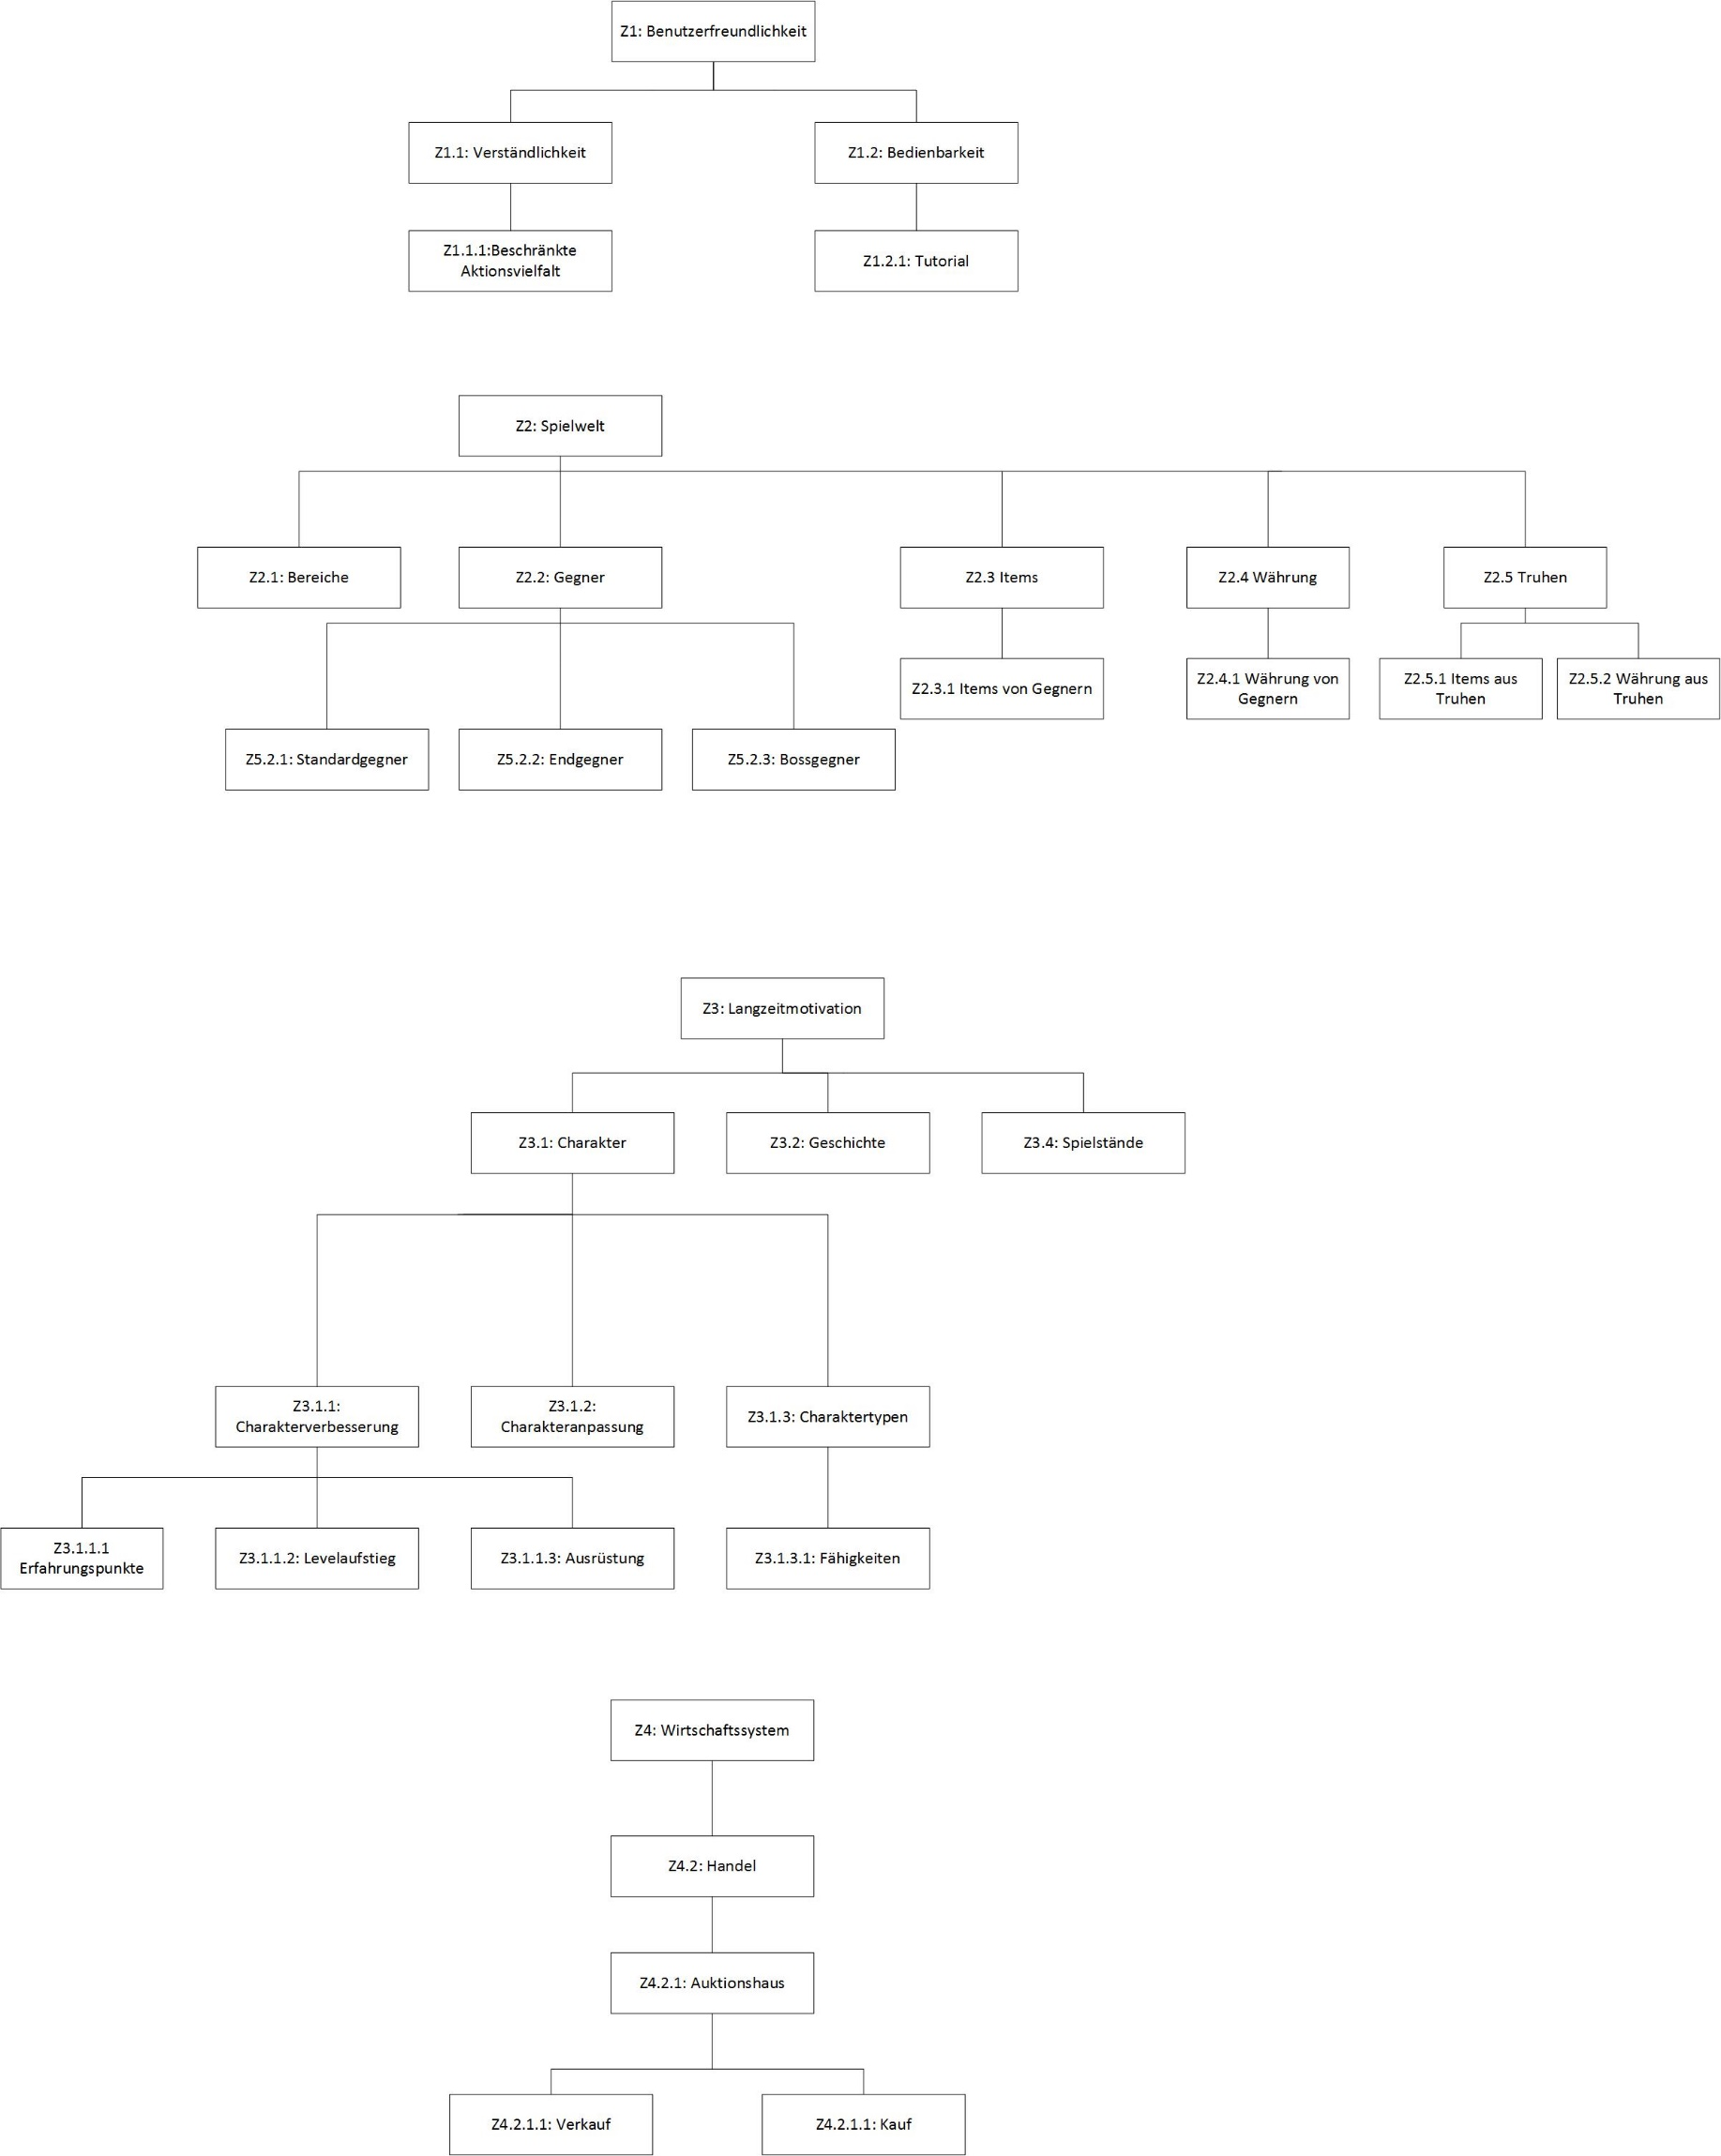 Z1: Benutzerfreundlichkeit
Z1.1: Verständlichkeit
Z1.2: Bedienbarkeit
Z1.1.1:Beschränkte
Aktionsvielfalt
Z1.2.1: Tutorial
Z2: Spielwelt
Z2.1: Bereiche
Z2.2: Gegner
Z2.3 Items
Z2.4 Währung
Z2.5 Truhen
Z2.3.1 Items von Gegnern
Z2.4.1 Währung von
Gegnern
Z2.5.1 Items aus
Truhen
Z2.5.2 Währung aus
Truhen
Z5.2.1: Standardgegner
Z5.2.2: Endgegner
Z5.2.3: Bossgegner
Z3: Langzeitmotivation
Z3.1: Charakter
Z3.2: Geschichte
Z3.4: Spielstände
Z3.1.1:
Charakterverbesserung
Z3.1.2:
Charakteranpassung
Z3.1.3: Charaktertypen
Z3.1.1.1
Erfahrungspunkte
Z3.1.1.2: Levelaufstieg
Z3.1.1.3: Ausrüstung
Z3.1.3.1: Fähigkeiten
Z4: Wirtschaftssystem
Z4.2: Handel
Z4.2.1: Auktionshaus
Z4.2.1.1: Verkauf
Z4.2.1.1: Kauf